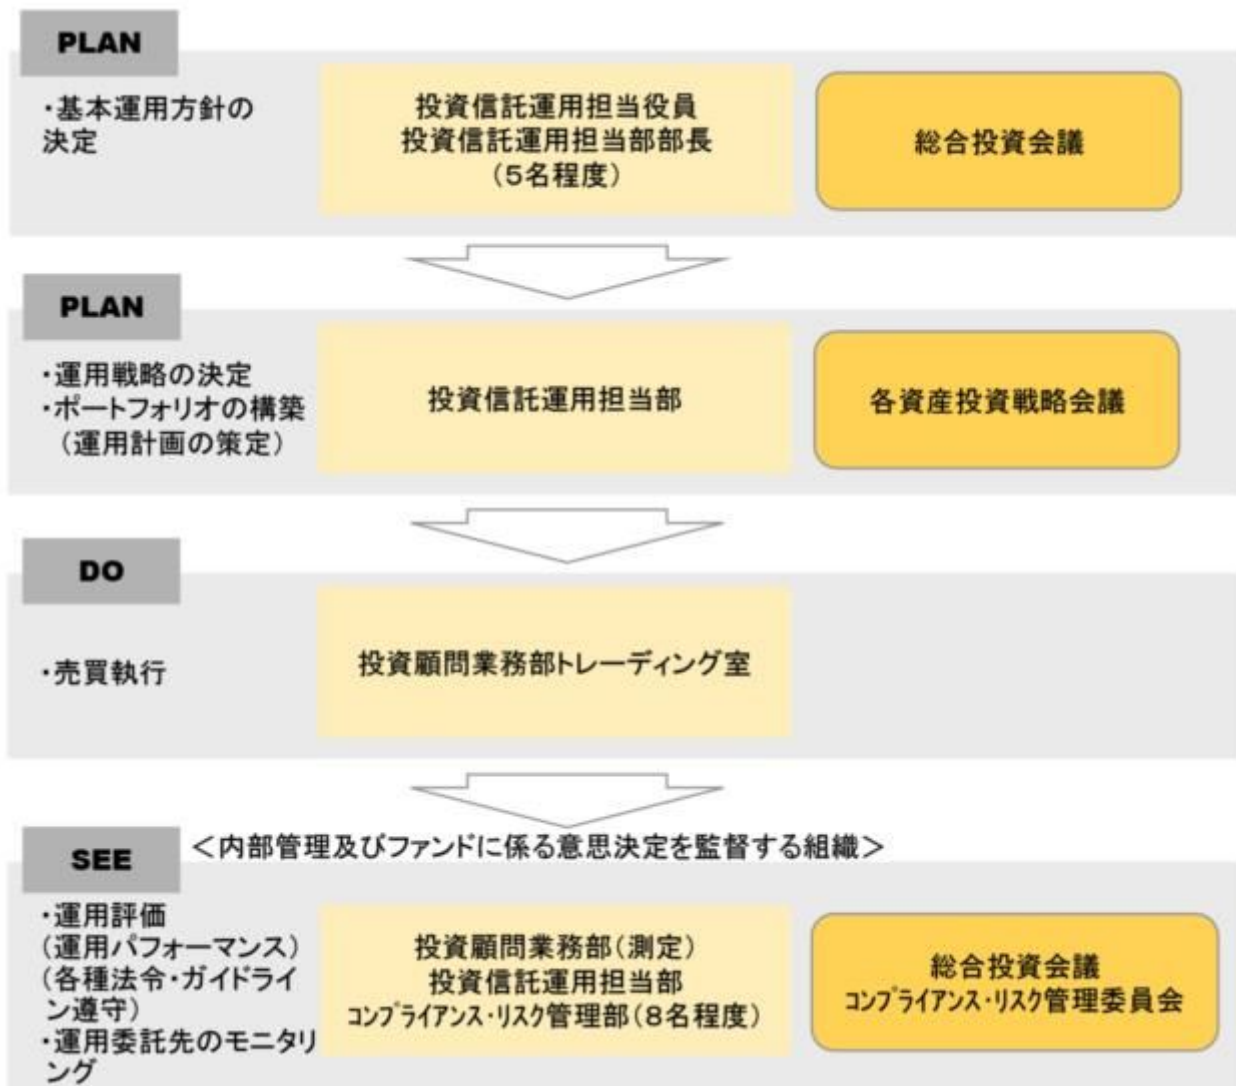 PLAN
・基本運用方針の
決定
投資信託運用担当役員
投資信託運用担当部部長
(5名程度)
総合投資会議
PLAN
・運用戦略の決定
・ポートフォリオの構築
(運用計画の策定)
投資信託運用担当部
各資産投資戦略会議
DO
・売買執行
投資顧問業務部トレーディング室
SEE
＜内部管理及びファンドに係る意思決定を監督する組織＞
・運用評価
(運用パフォーマンス)
(各種法令・ガイドライ
ン遵守)
・運用委託先のモニタリ
ング
投資顧問業務部(測定)
投資信託運用担当部
ｺﾝﾌﾟﾗｲｱﾝｽ・ﾘｽｸ管理部(8名程度)
総合投資会議
ｺﾝﾌﾟﾗｲｱﾝｽ・ﾘｽｸ管理委員会